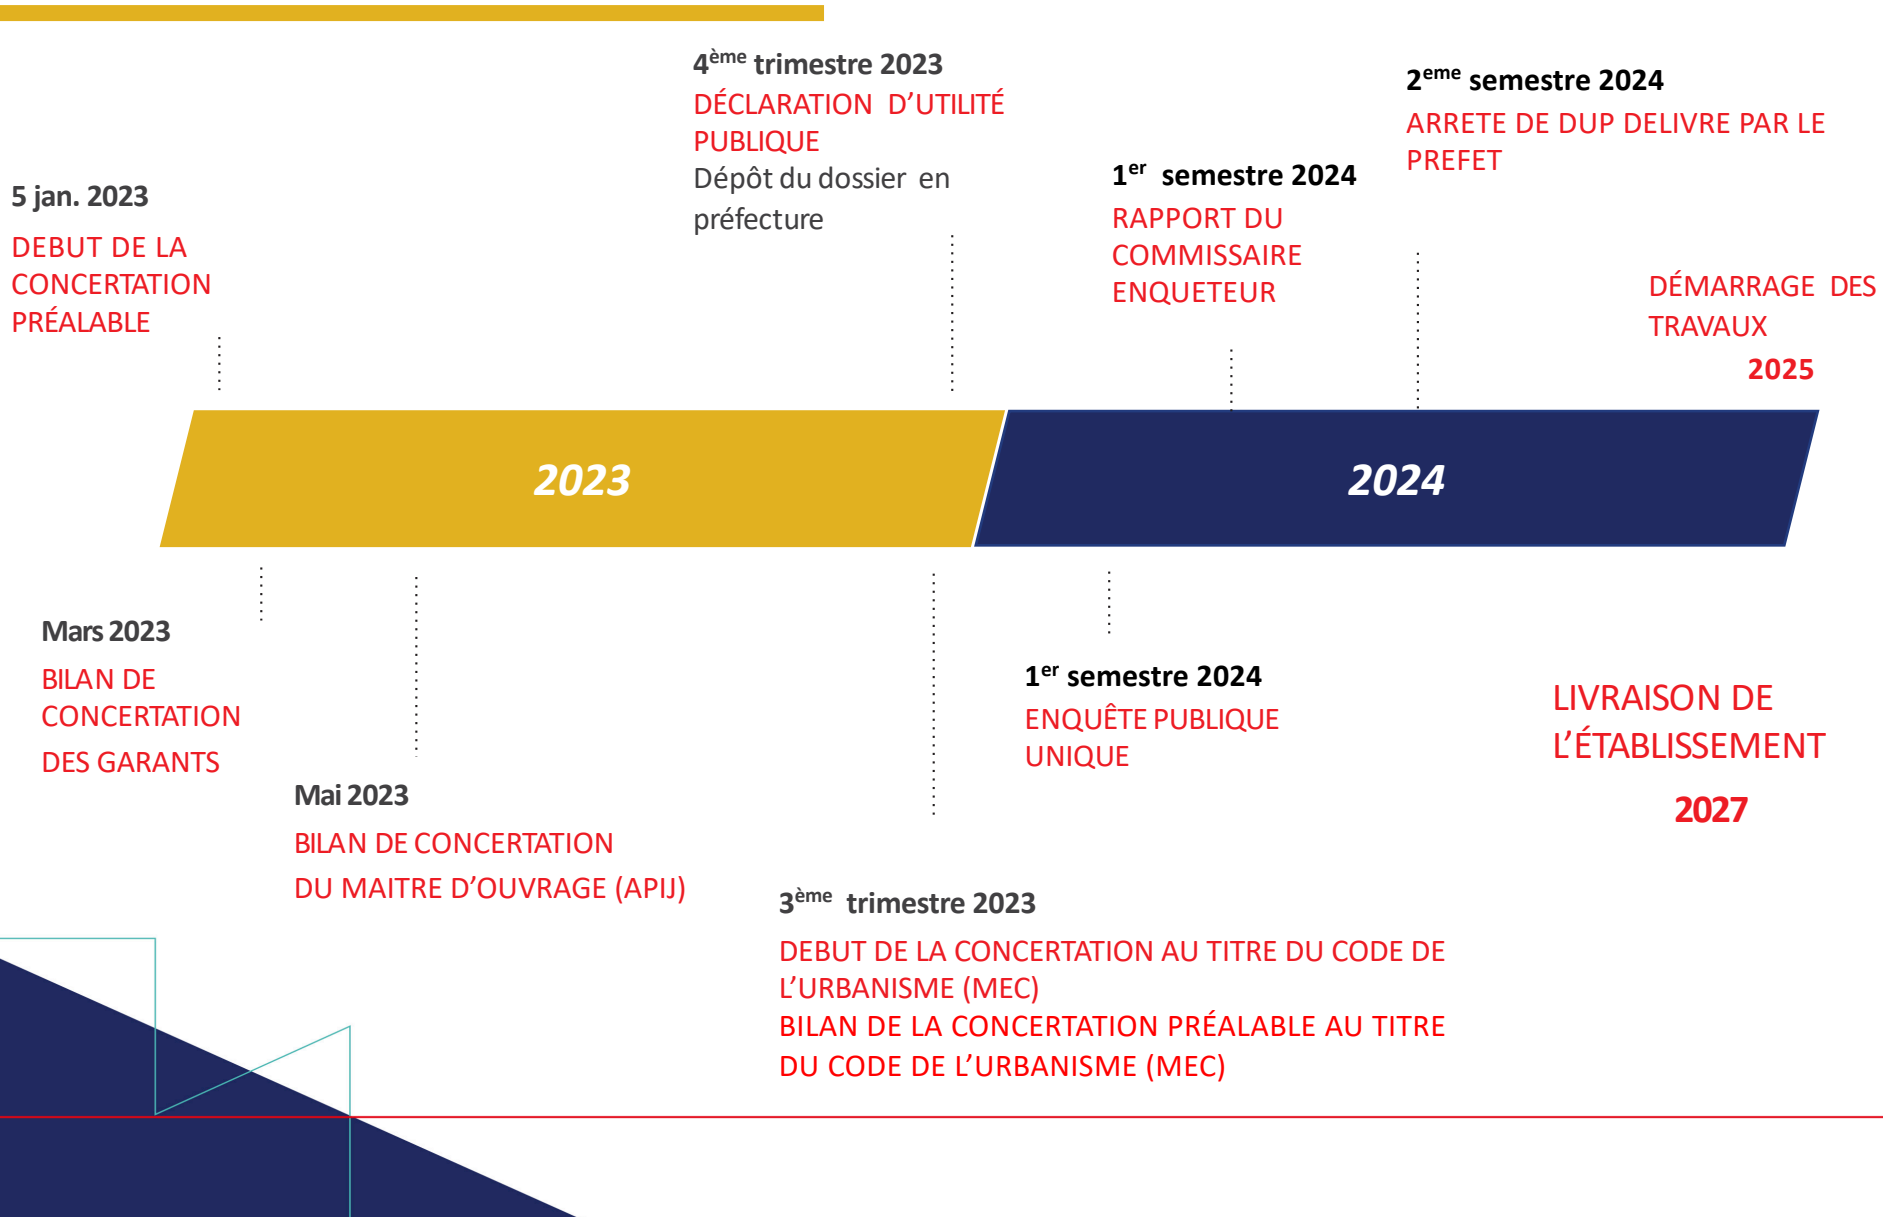 4ème trimestre 2023
DÉCLARATION D’UTILITÉ
PUBLIQUE
Dépôt du dossier en
préfecture
2eme semestre 2024
ARRETE DE DUP DELIVRE PAR LE
PREFET
1er semestre 2024
RAPPORT DU
COMMISSAIRE
ENQUETEUR
5 jan. 2023
DEBUT DE LA
CONCERTATION
PRÉALABLE
DÉMARRAGE DES
TRAVAUX
2025
2023
2024
Mars 2023
BILAN DE
CONCERTATION
DES GARANTS
Mai 2023
BILAN DE CONCERTATION
DU MAITRE D’OUVRAGE (APIJ)
1er semestre 2024
ENQUÊTE PUBLIQUE
UNIQUE
LIVRAISON DE
L’ÉTABLISSEMENT
2027
3ème trimestre 2023
DEBUT DE LA CONCERTATION AU TITRE DU CODE DE
L’URBANISME (MEC)
BILAN DE LA CONCERTATION PRÉALABLE AU TITRE
DU CODE DE L’URBANISME (MEC)